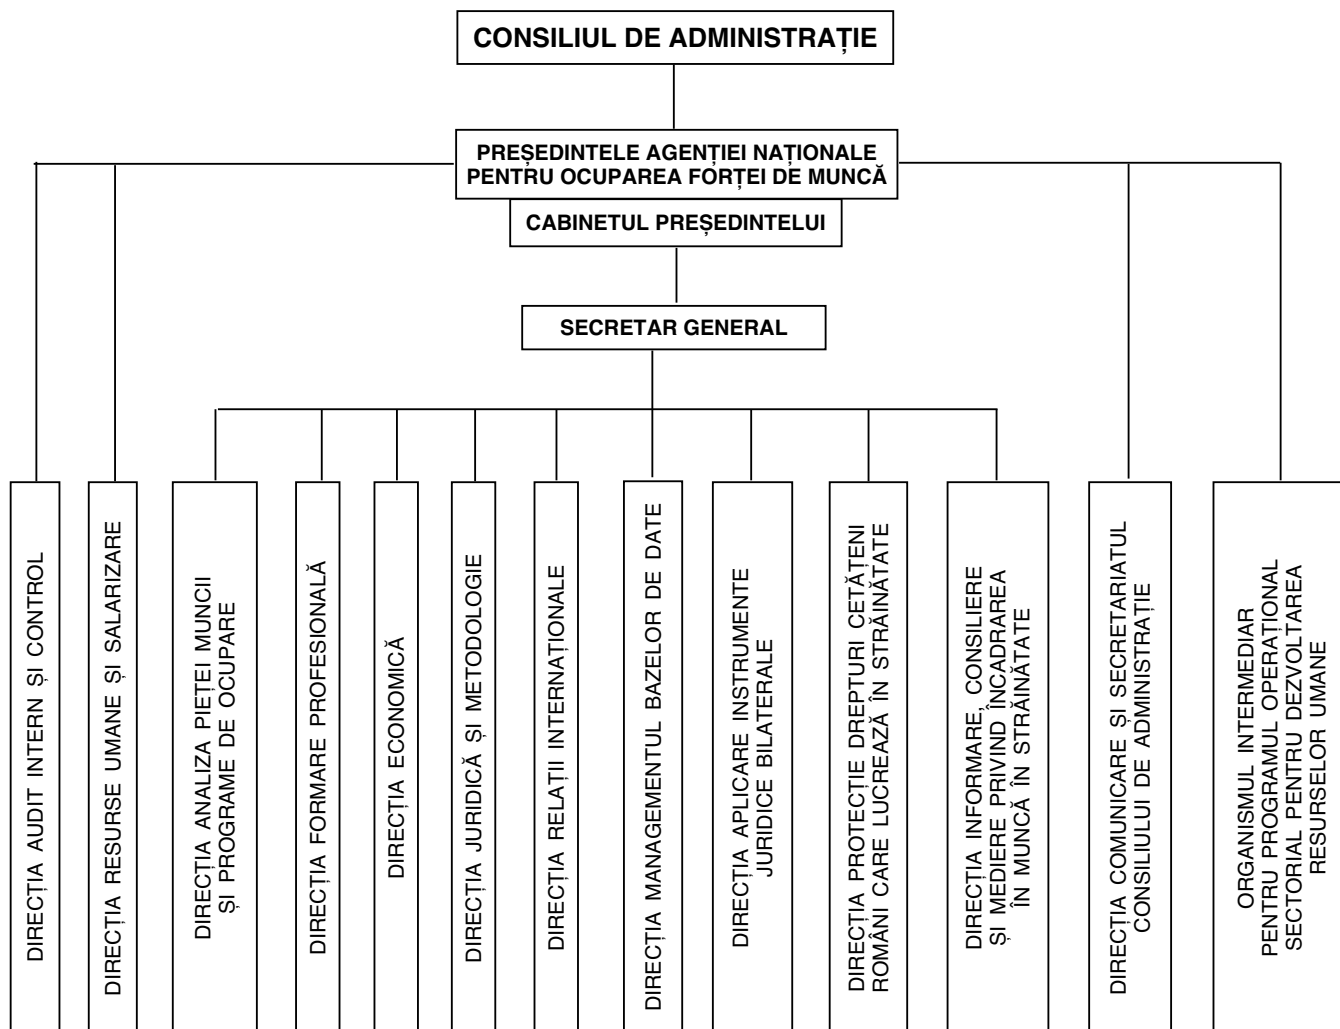 CONSILIUL DE ADMINISTRAȚIE
PREȘEDINTELE AGENȚIEI NAȚIONALE
PENTRU OCUPAREA FORȚEI DE MUNCĂ
CABINETUL PREȘEDINTELUI
SECRETAR GENERAL
DIRECȚIA AUDIT INTERN ȘI CONTROL
DIRECȚIA RESURSE UMANE ȘI SALARIZARE
DIRECȚIA ANALIZA PIEȚEI MUNCII
ȘI PROGRAME DE OCUPARE
DIRECȚIA FORMARE PROFESIONALĂ
DIRECȚIA ECONOMICĂ
DIRECȚIA JURIDICĂ ȘI METODOLOGIE
DIRECȚIA RELAȚII INTERNAȚIONALE
DIRECȚIA MANAGEMENTUL BAZELOR DE DATE
DIRECȚIA APLICARE INSTRUMENTE
JURIDICE BILATERALE
DIRECȚIA PROTECȚIE DREPTURI CETĂȚENI
ROMÂNI CARE LUCREAZĂ ÎN STRĂINĂTATE
DIRECȚIA INFORMARE, CONSILIERE
ȘI MEDIERE PRIVIND ÎNCADRAREA
ÎN MUNCĂ ÎN STRĂINĂTATE
DIRECȚIA COMUNICARE ȘI SECRETARIATUL
CONSILIULUI DE ADMINISTRAȚIE
ORGANISMUL INTERMEDIAR
PENTRU PROGRAMUL OPERAȚIONAL
SECTORIAL PENTRU DEZVOLTAREA
RESURSELOR UMANE